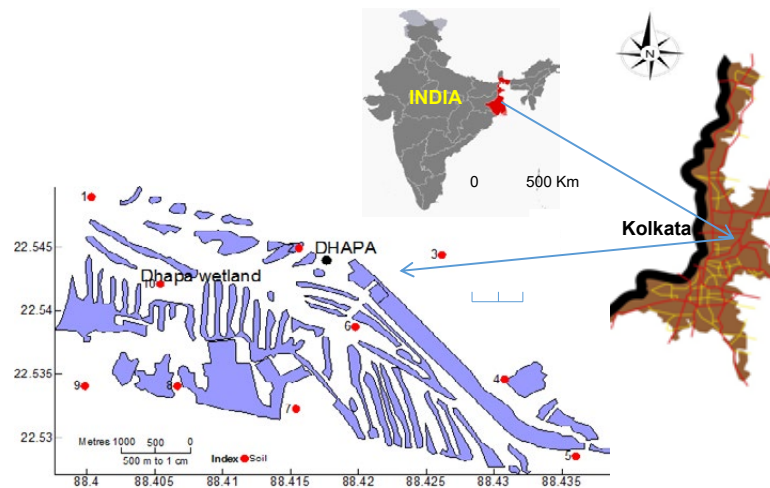 N
INDIA
0 500 Km
Kolkata
1
22.545
DHAPA
3
Dhapa wetland
10
22.54
6
22.535
9
8
4
7
22.53
Metres 1000 500 0
500 m to 1 cm
Index Soil
5
88.4 88.405 88.411 88.415 88.42 88.425 88.43 88.435